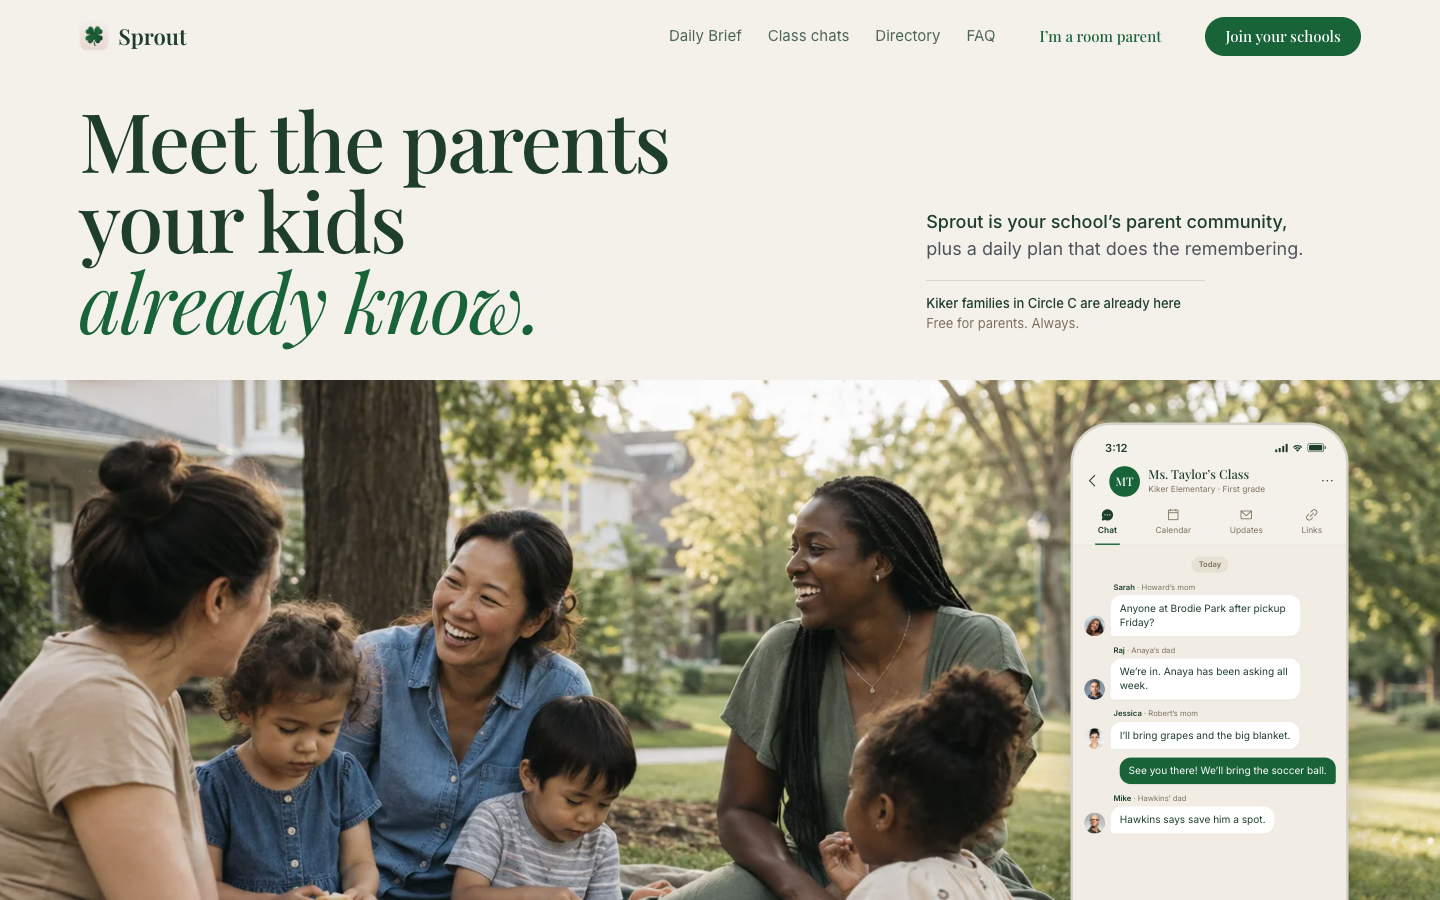 Sprout
Daily Brief
Class chats
Directory
FAQ
I'm a room parent
Join your schools
Meet the parents
your kids
already know.
Sprout is your school's parent community,
plus a daily plan that does the remembering.
Kiker families in Circle C are already here
Free for parents. Always.
3:12
MT
Ms. Taylor's Class
Kiker Elementary · First grade
Chat
Calendar
Updates
Links
Today
Sarah · Howard's mom
Anyone at Brodie Park after pickup
Friday?
Raj · Anaya's dad
We're in. Anaya has been asking all
week.
Jessica · Robert's mom
I'll bring grapes and the big blanket.
See you there! We'll bring the soccer ball.
Mike · Hawkins' dad
Hawkins says save him a spot.